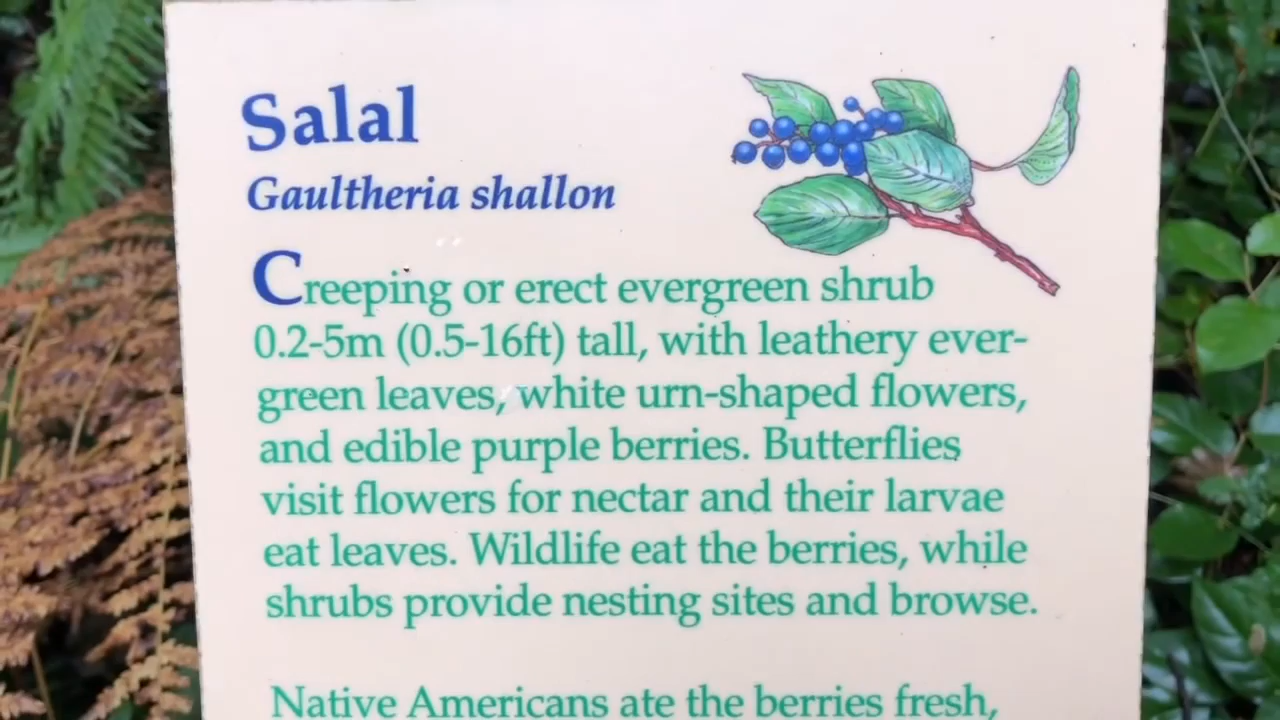 Salal
Gaultheria shallon
Creeping or erect evergreen shrub
0.2-5m (0.5-16ft) tall, with leathery ever-
green leaves, white urn-shaped flowers,
and edible purple berries. Butterflies
visit flowers for nectar and their larvae
eat leaves. Wildlife eat the berries, while
shrubs provide nesting sites and browse.
Native Americans ate the berries fresh,